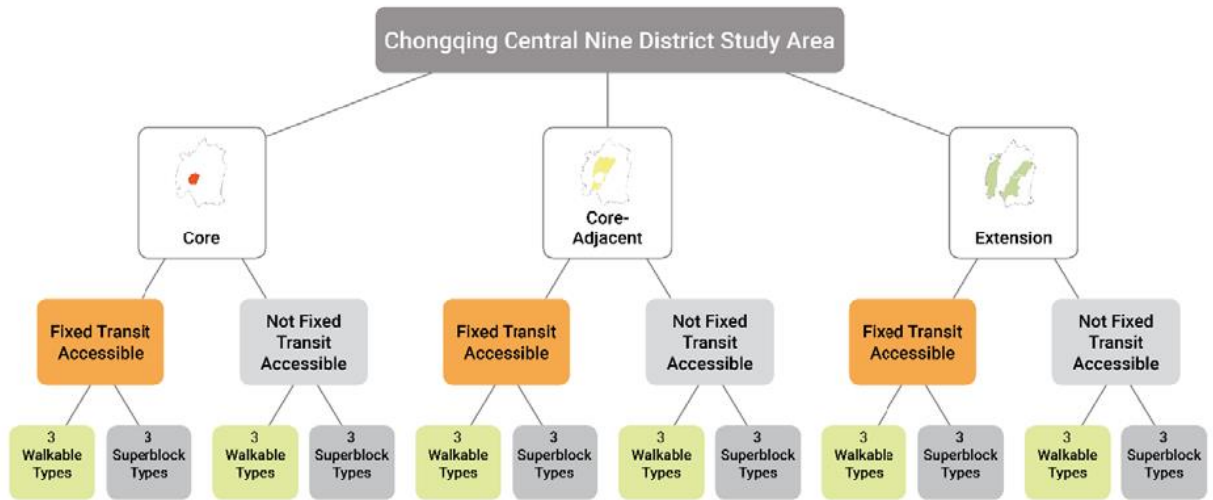 Chongqing Central Nine District Study Area
Core
Core-
Adjacent
Extension
Fixed Transit
Accessible
Not Fixed
Transit
Accessible
Fixed Transit
Accessible
Not Fixed
Transit
Accessible
Fixed Transit
Accessible
Not Fixed
Transit
Accessible
3
Walkable
Types
3
Superblock
Types
3
Walkable
Types
3
Superblock
Types
3
Walkable
Types
3
Superblock
Types
3
Walkable
Types
3
Superblock
Types
3
Walkable
Types
3
Superblock
Types
3
Walkable
Types
3
Superblock
Types